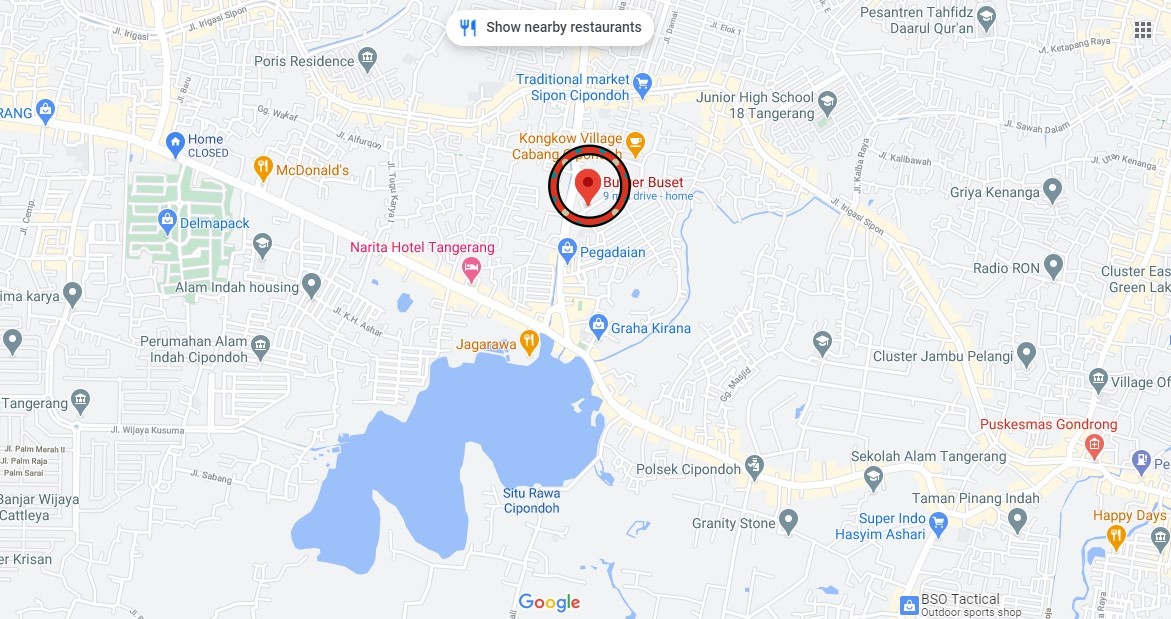 Show nearby restaurants
Pesantren Tahfidz
Daarul Qur'an
Jl. Irigasi Sipon
Jl. Irigasi Sipon
Jl. Damai
Jl. Elok 1
Jl. Ketapang Raya
Poris Residence
Jl. Baru
Traditional market
Sipon Cipondoh
Junior High School
18 Tangerang
RANG
Gg. Wakaf
Jl. Alfurqon
Jl. Sawah Dalam
Home
CLOSED
Kongkow Village
Cabang Cipondoh
Jl. Kalba Raya
Jl. Kalibawah
Jl. Utan Kenanga
McDonald's
Jl. Tugu Karya I
9 min drive - home
Griya Kenanga
Jl. Cemp.
Delmapack
Jl. Irigasi Sipon
Narita Hotel Tangerang
Pegadaian
Radio RON
Cluster Eas
Green Lak
Alam Indah housing
ima karya
Jl. K.H. Ashar
Graha Kirana
Perumahan Alam
Indah Cipondoh
Jagarawa
Cluster Jambu Pelangi
Gg. Masjid
Village Of
Tangerang
Jl. Wijaya Kusuma
Puskesmas Gondrong
Jl. Palm Merah II
Jl. Palm Raja
Palm Sarai
Jl. Sabang
Polsek Cipondoh
Sekolah Alam Tangerang
Pe
Banjar Wijaya
Cattleya
Situ Rawa
Cipondoh
Taman Pinang Indah
Granity Stone
Super Indo
Hasyim Ashari
Happy Days
er Krisan
Google
BSO Tactical
Outdoor sports shop
a Raya